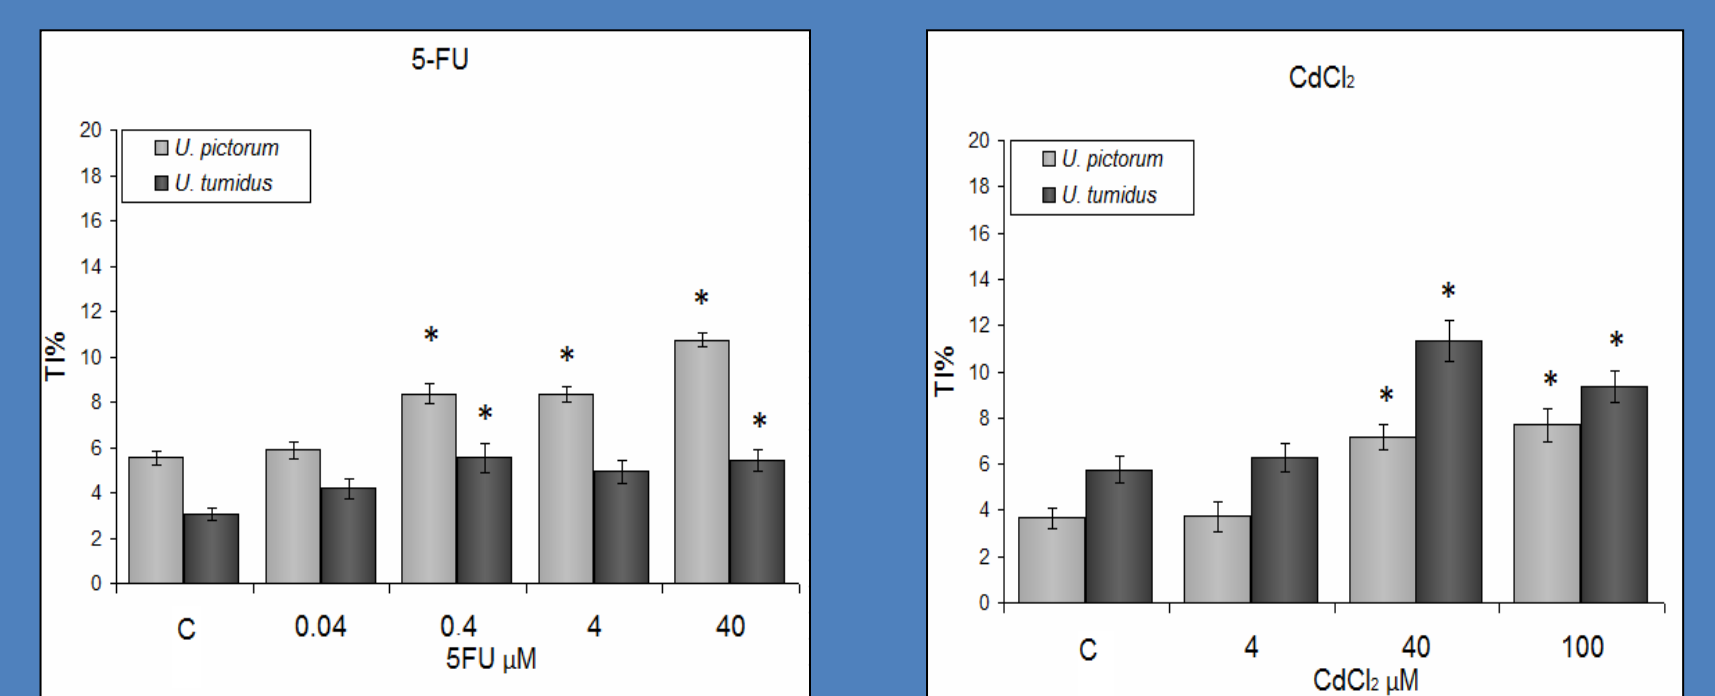 5-FU
20
18
16
14
12
10
8
6
4
2
0
TI%
U. pictorum
U. tumidus
*
*
*
*
*
C 0.04 0.4 4 40
5FU µM
CdCl₂
20
18
16
14
12
10
8
6
4
2
0
TI%
U. pictorum
U. tumidus
*
*
*
*
C 4 40 100
CdCl₂ µM